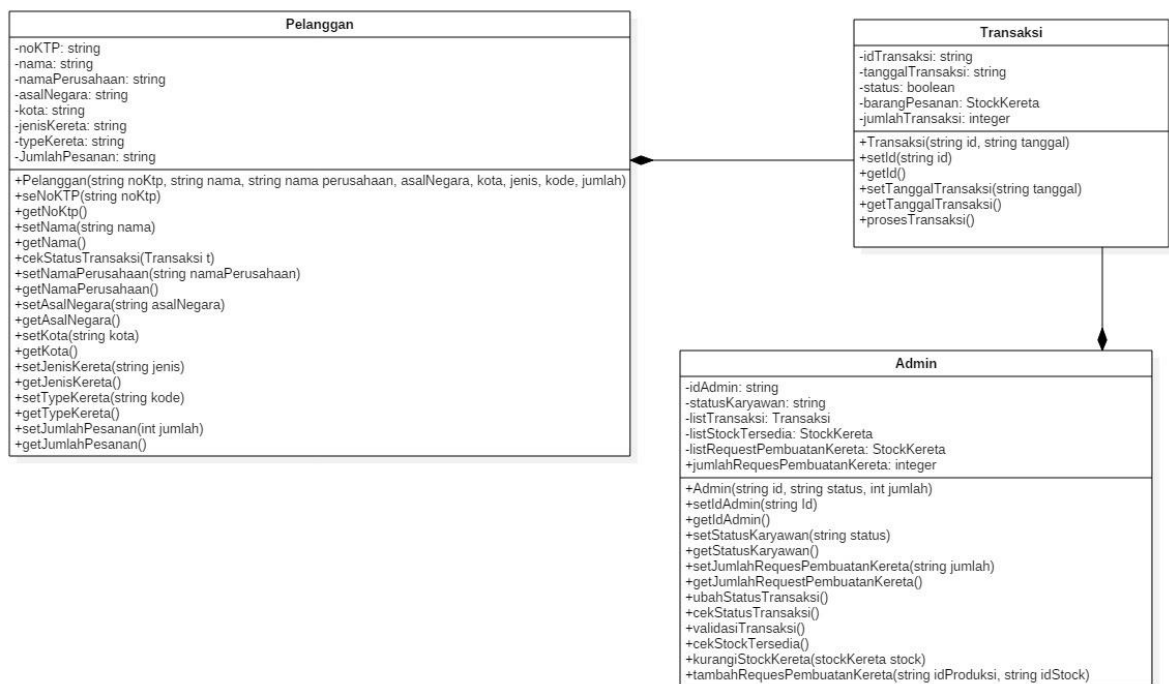 Pelanggan
-noKTP: string
-nama: string
-namaPerusahaan: string
-asalNegara: string
-kota: string
-jenisKereta: string
-typeKereta: string
-JumlahPesanan: string
+Pelanggan(string noKtp, string nama, string nama perusahaan, asalNegara, kota, jenis, kode, jumlah)
+seNoKTP(string noKtp)
+getNoKtp()
+setNama(string nama)
+getNama()
+cekStatusTransaksi(Transaksi t)
+setNamaPerusahaan(string namaPerusahaan)
+getNamaPerusahaan()
+setAsalNegara(string asalNegara)
+getAsalNegara()
+setKota(string kota)
+getKota()
+setJenisKereta(string jenis)
+getJenisKereta()
+setTypeKereta(string kode)
+getTypeKereta()
+setJumlahPesanan(int jumlah)
+getJumlahPesanan()
Transaksi
-idTransaksi: string
-tanggalTransaksi: string
-status: boolean
-barangPesanan: StockKereta
-jumlahTransaksi: integer
+Transaksi(string id, string tanggal)
+setId(string id)
+getId()
+setTanggalTransaksi(string tanggal)
+getTanggalTransaksi()
+prosesTransaksi()
Admin
-idAdmin: string
-statusKaryawan: string
-listTransaksi: Transaksi
-listStockTersedia: StockKereta
-listRequestPembuatanKereta: StockKereta
+jumlahRequesPembuatanKereta: integer
+Admin(string id, string status, int jumlah)
+setIdAdmin(string Id)
+getIdAdmin()
+setStatusKaryawan(string status)
+getStatusKaryawan()
+setJumlahRequesPembuatanKereta(string jumlah)
+getJumlahRequestPembuatanKereta()
+ubahStatusTransaksi()
+cekStatusTransaksi()
+validasiTransaksi()
+cekStockTersedia()
+kurangiStockKereta(stockKereta stock)
+tambahRequesPembuatanKereta(string idProduksi, string idStock)